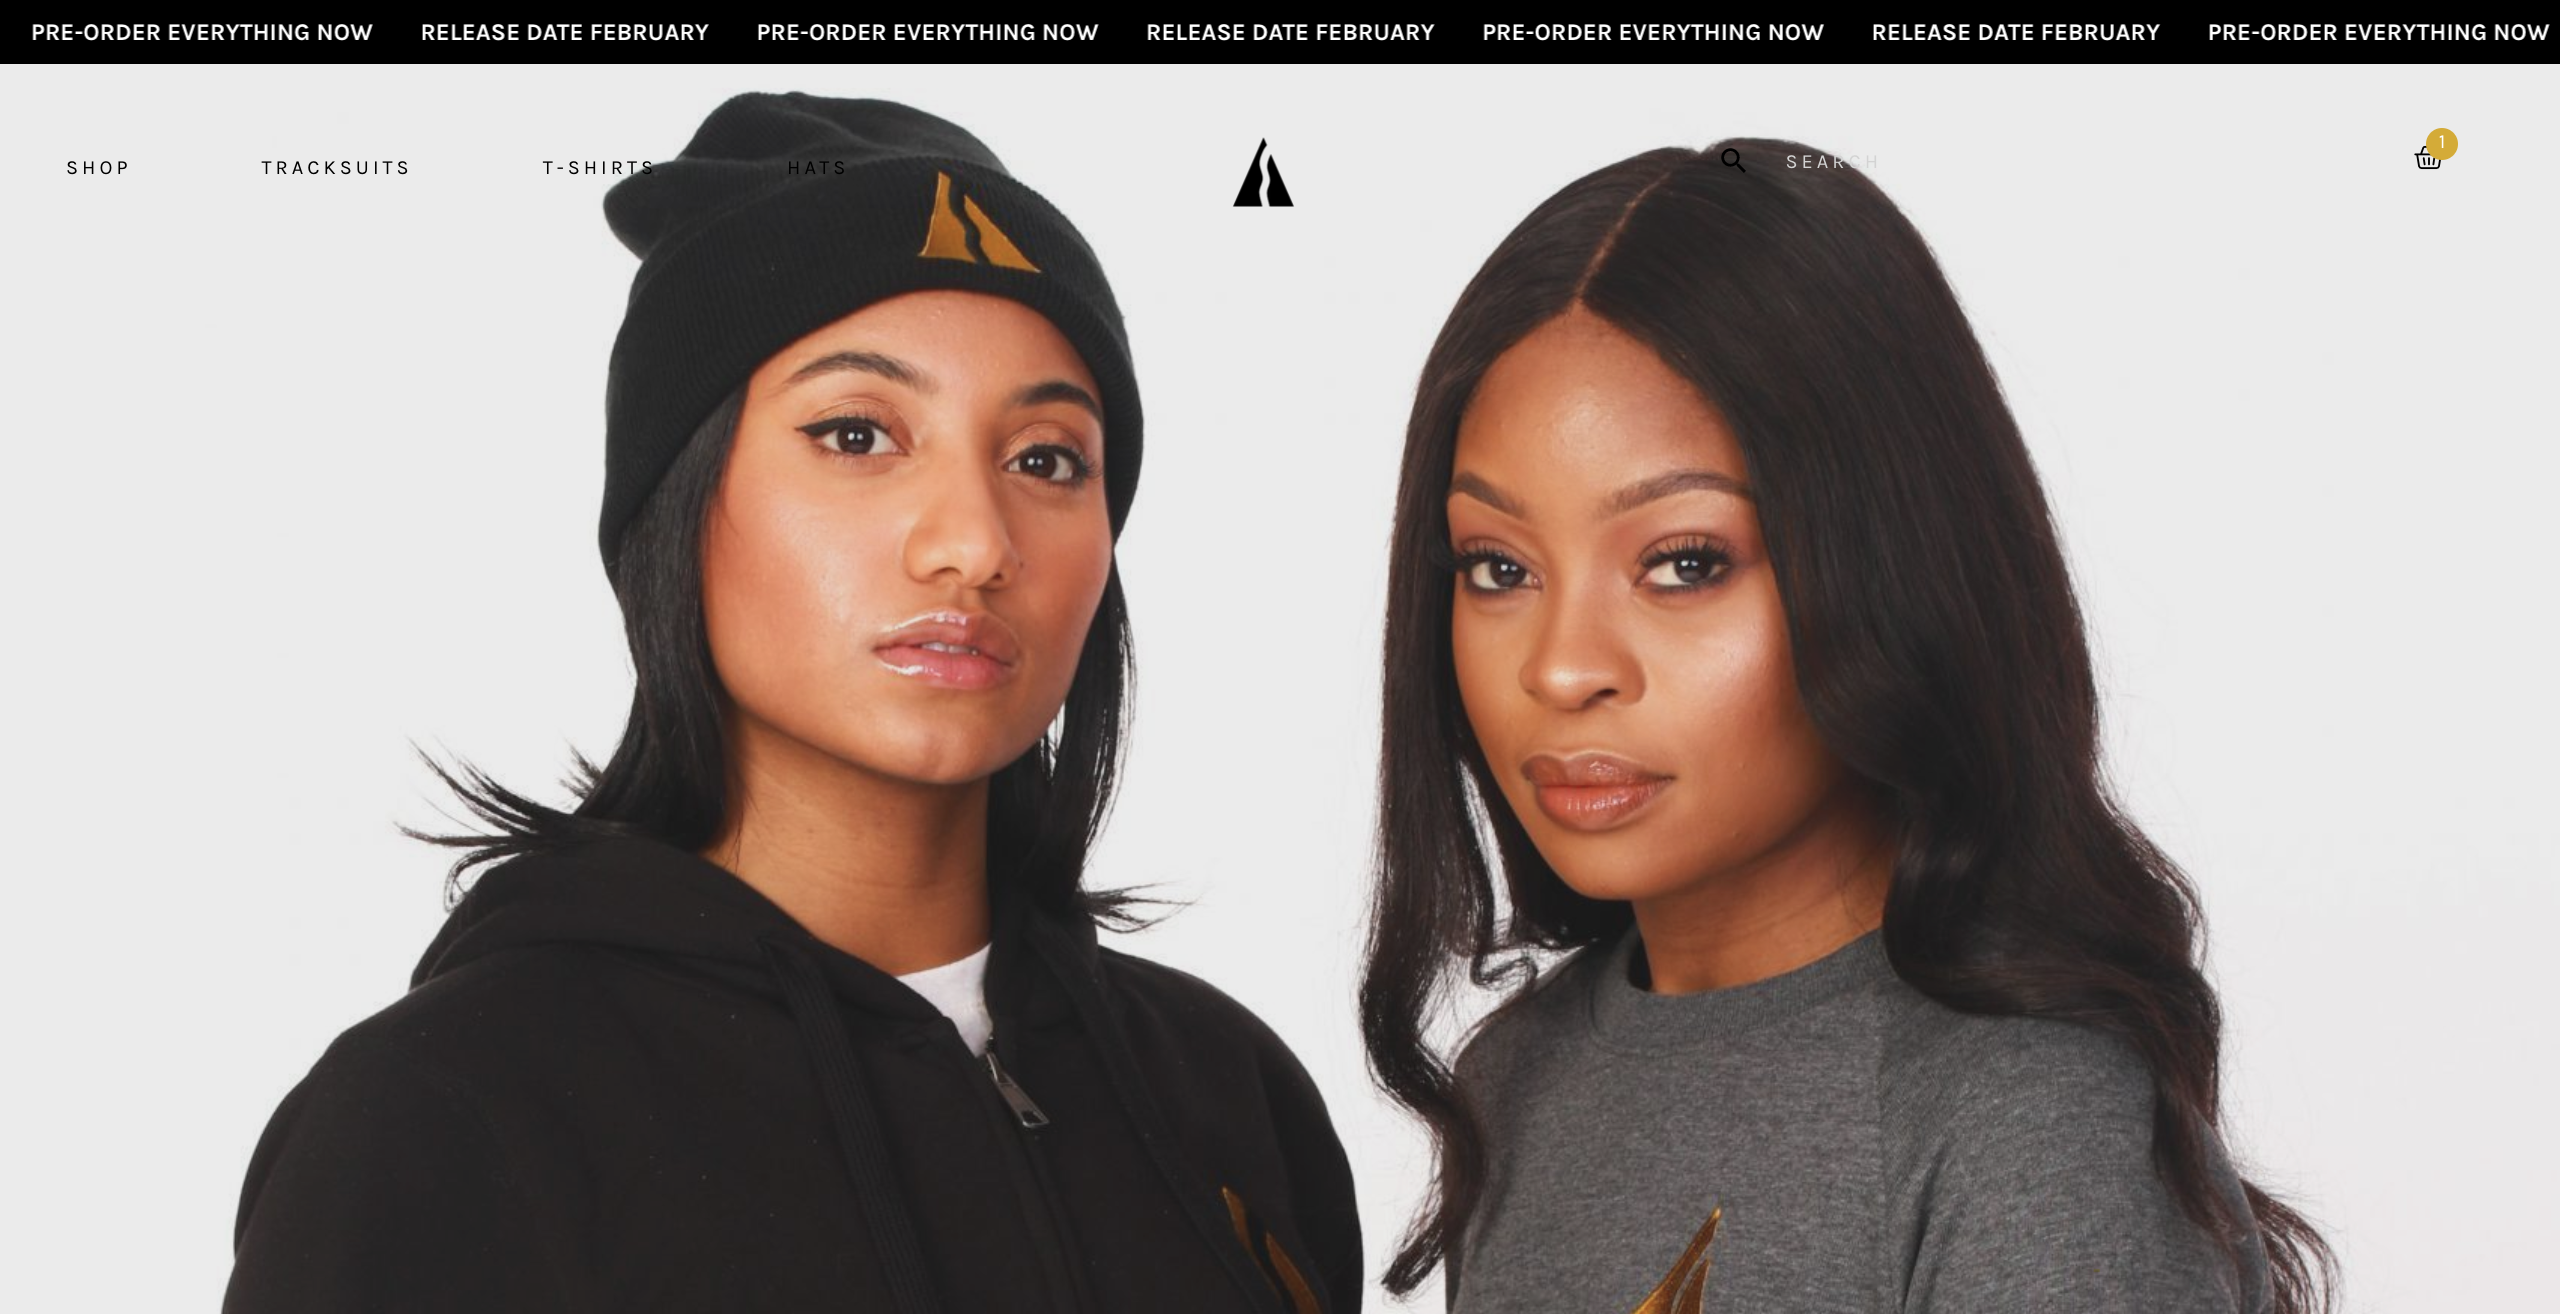 PRE-ORDER EVERYTHING NOW RELEASE DATE FEBRUARY PRE-ORDER EVERYTHING NOW RELEASE DATE FEBRUARY PRE-ORDER EVERYTHING NOW RELEASE DATE FEBRUARY PRE-ORDER EVERYTHING NOW
SHOP TRACKSUITS T-SHIRTS HATS SEARCH 1